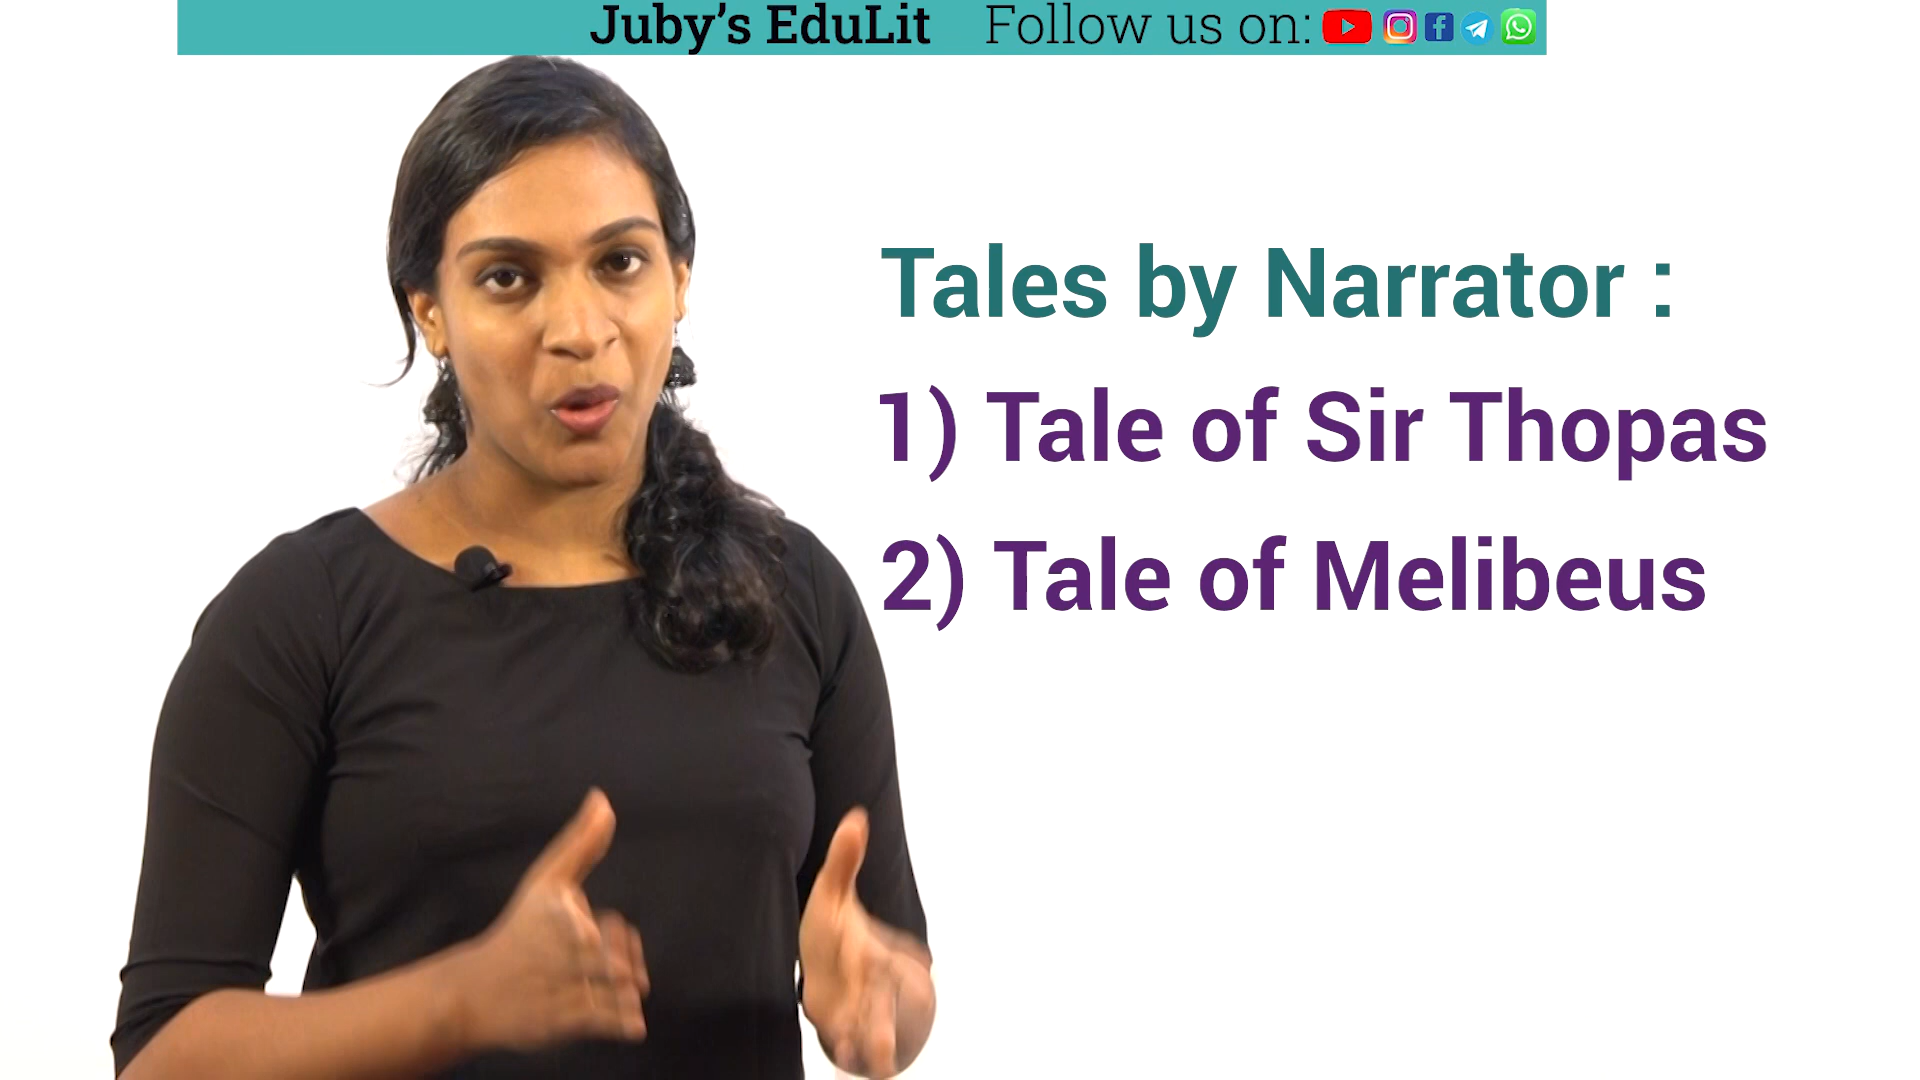 Juby’s EduLit Follow us on:
Tales by Narrator :
1) Tale of Sir Thopas
2) Tale of Melibeus